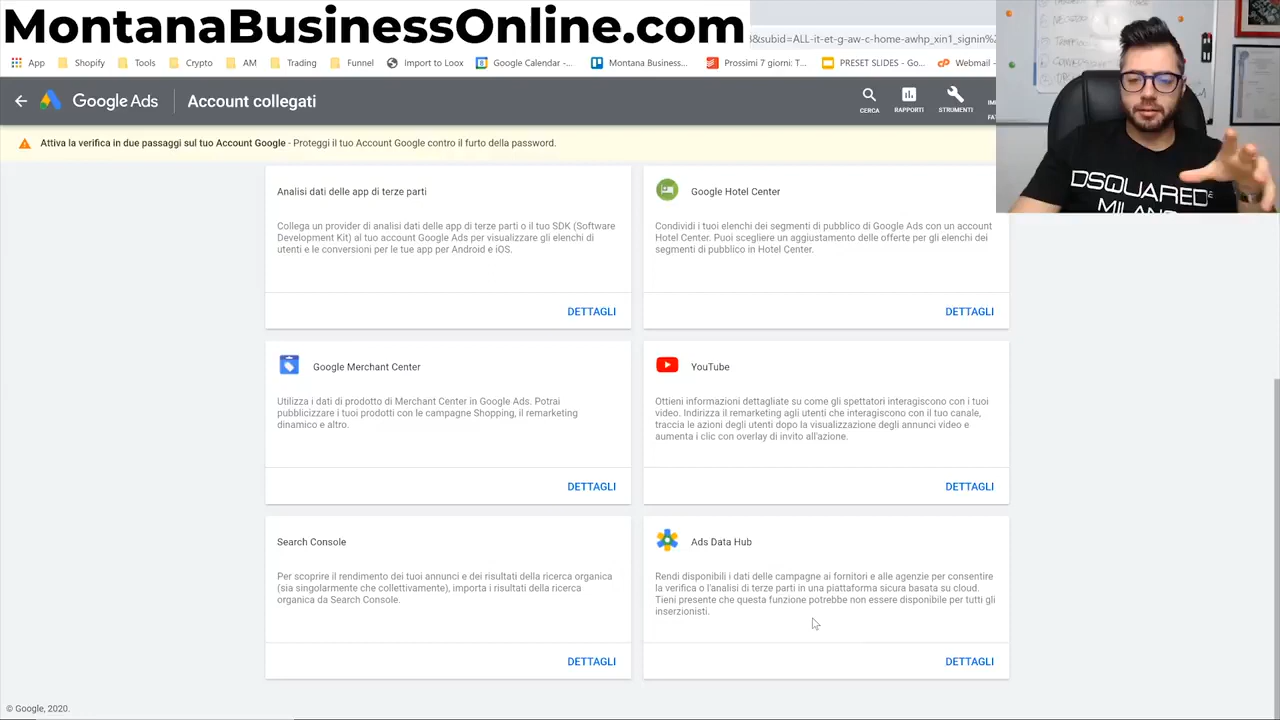 MontanaBusinessOnline.com
&subid=ALL-it-et-g-aw-c-home-awhp_xin1_signin%
App Shopify Tools Crypto AM Trading Funnel Import to Loox Google Calendar -... Montana Business... Prossimi 7 giorni: T... PRESET SLIDES - Go... Webmail -
Google Ads Account collegati
CERCA RAPPORTI STRUMENTI
Attiva la verifica in due passaggi sul tuo Account Google - Proteggi il tuo Account Google contro il furto della password.
DSQUARED2
MILANO
Analisi dati delle app di terze parti
Collega un provider di analisi dati delle app di terze parti o il tuo SDK (Software
Development Kit) al tuo account Google Ads per visualizzare gli elenchi di
utenti e le conversioni per le tue app per Android e iOS.
DETTAGLI
Google Hotel Center
Condividi i tuoi elenchi dei segmenti di pubblico di Google Ads con un account
Hotel Center. Puoi scegliere un aggiustamento delle offerte per gli elenchi dei
segmenti di pubblico in Hotel Center.
DETTAGLI
Google Merchant Center
Utilizza i dati di prodotto di Merchant Center in Google Ads. Potrai
pubblicizzare i tuoi prodotti con le campagne Shopping, il remarketing
dinamico e altro.
DETTAGLI
YouTube
Ottieni informazioni dettagliate su come gli spettatori interagiscono con i tuoi
video. Indirizza il remarketing agli utenti che interagiscono con il tuo canale,
traccia le azioni degli utenti dopo la visualizzazione degli annunci video e
aumenta i clic con overlay di invito all'azione.
DETTAGLI
Search Console
Per scoprire il rendimento dei tuoi annunci e dei risultati della ricerca organica
(sia singolarmente che collettivamente), importa i risultati della ricerca
organica da Search Console.
DETTAGLI
Ads Data Hub
Rendi disponibili i dati delle campagne ai fornitori e alle agenzie per consentire
la verifica o l'analisi di terze parti in una piattaforma sicura basata su cloud.
Tieni presente che questa funzione potrebbe non essere disponibile per tutti gli
inserzionisti.
DETTAGLI
© Google, 2020.